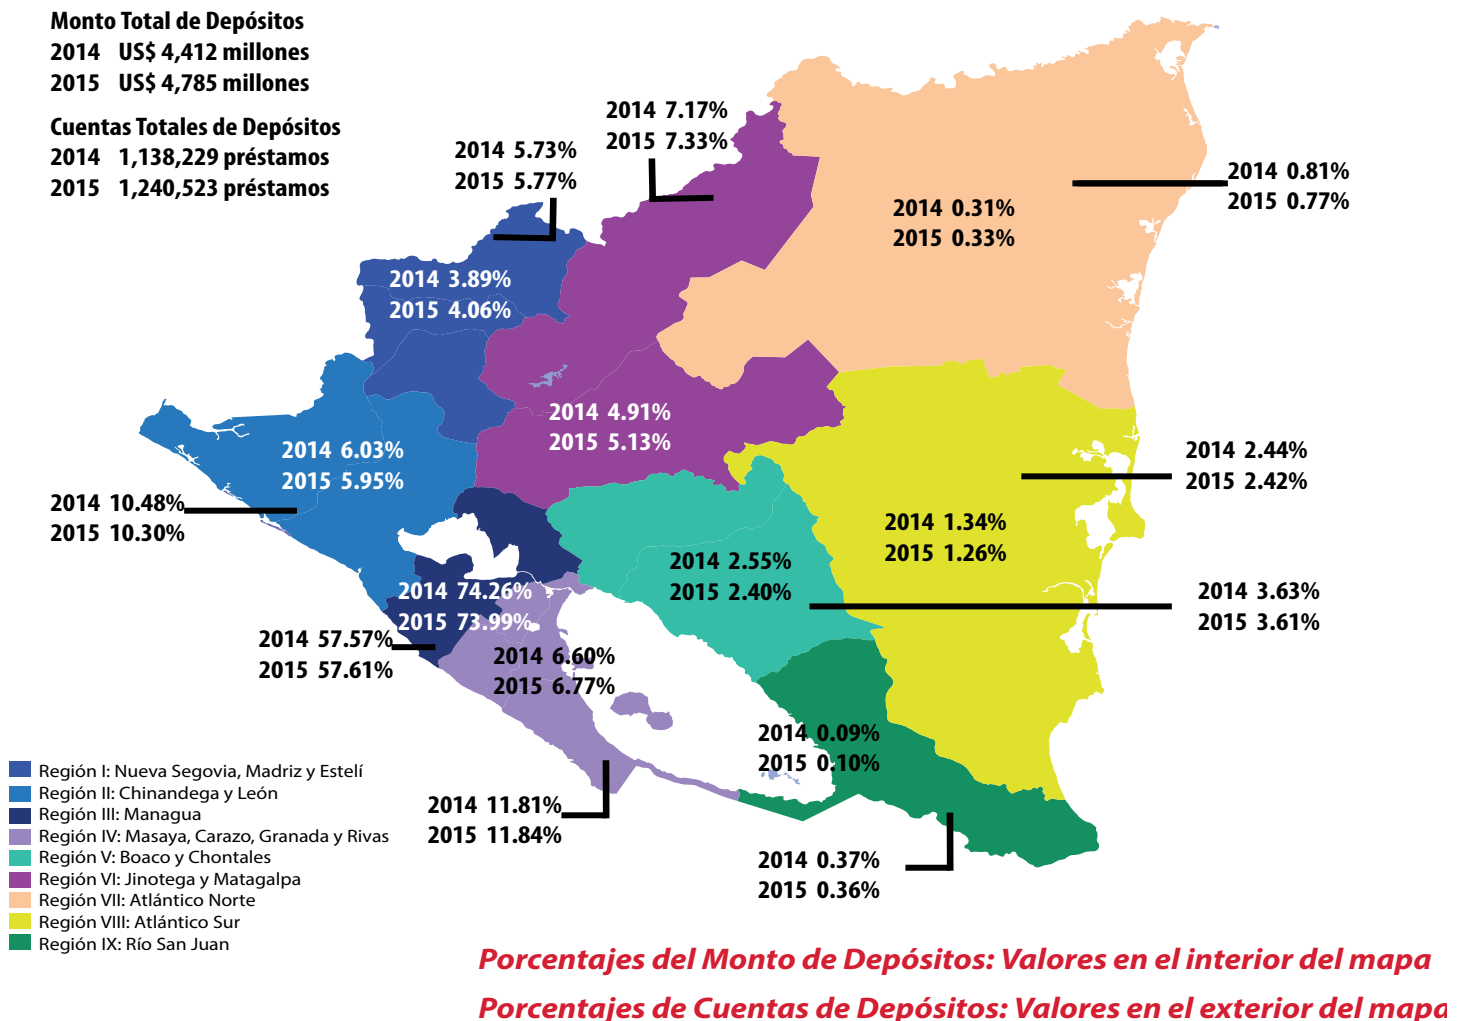 Monto Total de Depósitos
2014 US$ 4,412 millones
2015 US$ 4,785 millones
Cuentas Totales de Depósitos
2014 1,138,229 préstamos
2015 1,240,523 préstamos
2014 7.17%
2015 7.33%
2014 5.73%
2015 5.77%
2014 0.81%
2015 0.77%
2014 0.31%
2015 0.33%
2014 3.89%
2015 4.06%
2014 4.91%
2015 5.13%
2014 6.03%
2015 5.95%
2014 2.44%
2015 2.42%
2014 10.48%
2015 10.30%
2014 1.34%
2015 1.26%
2014 2.55%
2015 2.40%
2014 74.26%
2015 73.99%
2014 3.63%
2015 3.61%
2014 57.57%
2015 57.61%
2014 6.60%
2015 6.77%
2014 0.09%
2015 0.10%
2014 11.81%
2015 11.84%
2014 0.37%
2015 0.36%
Región I: Nueva Segovia, Madriz y Estelí
Región II: Chinandega y León
Región III: Managua
Región IV: Masaya, Carazo, Granada y Rivas
Región V: Boaco y Chontales
Región VI: Jinotega y Matagalpa
Región VII: Atlántico Norte
Región VIII: Atlántico Sur
Región IX: Río San Juan
Porcentajes del Monto de Depósitos: Valores en el interior del mapa
Porcentajes de Cuentas de Depósitos: Valores en el exterior del mapa